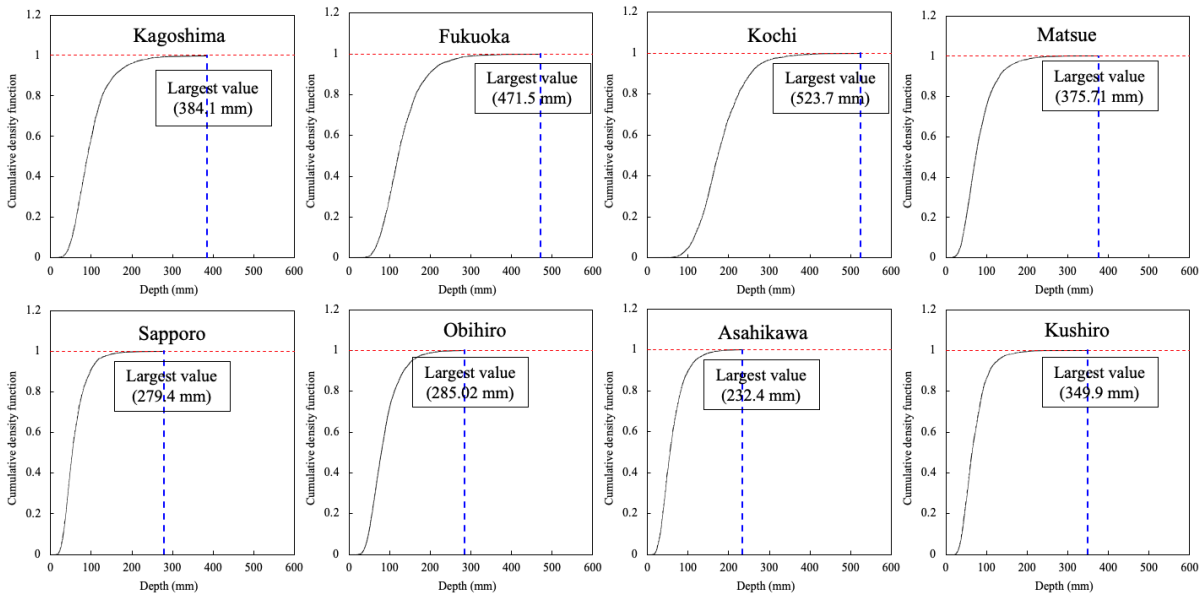 Kagoshima
Largest value
(384.1 mm)
Cumulative density function
1.2
1
0.8
0.6
0.4
0.2
0
0 100 200 300 400 500 600
Depth (mm)
Fukuoka
Largest value
(471.5 mm)
Cumulative density function
1.2
1
0.8
0.6
0.4
0.2
0
0 100 200 300 400 500 600
Depth (mm)
Kochi
Largest value
(523.7 mm)
Cumulative density function
1.2
1
0.8
0.6
0.4
0.2
0
0 100 200 300 400 500 600
Depth (mm)
Matsue
Largest value
(375.71 mm)
Cumulative density function
1.2
1
0.8
0.6
0.4
0.2
0
0 100 200 300 400 500 600
Depth (mm)
Sapporo
Largest value
(279.4 mm)
Cumulative density function
1.2
1
0.8
0.6
0.4
0.2
0
0 100 200 300 400 500 600
Depth (mm)
Obihiro
Largest value
(285.02 mm)
Cumulative density function
1.2
1
0.8
0.6
0.4
0.2
0
0 100 200 300 400 500 600
Depth (mm)
Asahikawa
Largest value
(232.4 mm)
Cumulative density function
1.2
1
0.8
0.6
0.4
0.2
0
0 100 200 300 400 500 600
Depth (mm)
Kushiro
Largest value
(349.9 mm)
Cumulative density function
1.2
1
0.8
0.6
0.4
0.2
0
0 100 200 300 400 500 600
Depth (mm)